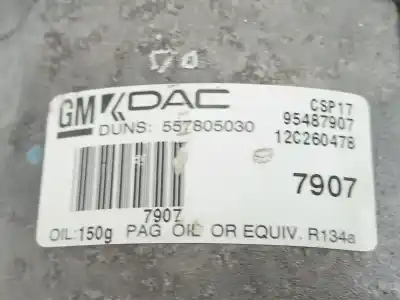 GM DAC CSP17
DUNS: 557805030 95487907
12C260478
7907
7907
OIL:150g PAG OIL OR EQUIV. R134a